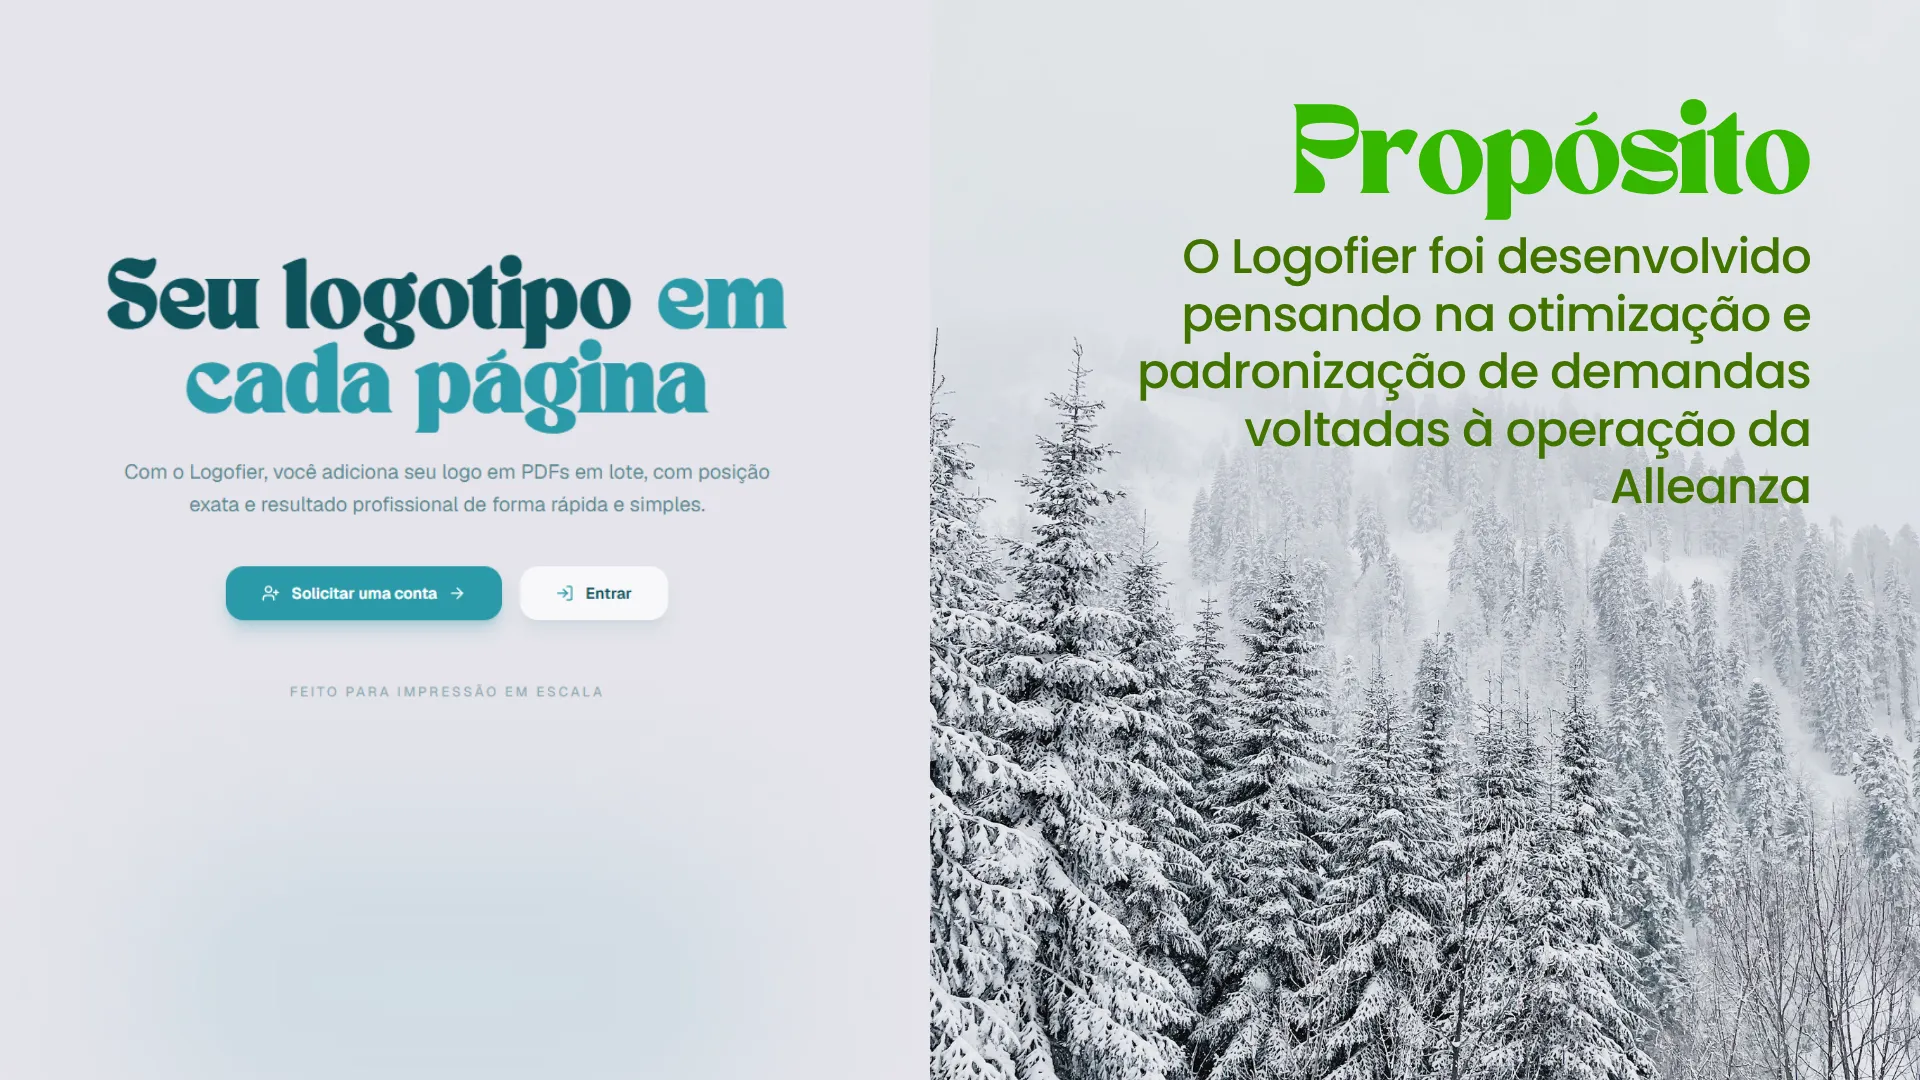 Seu logotipo em
cada página
Com o Logofier, você adiciona seu logo em PDFs em lote, com posição
exata e resultado profissional de forma rápida e simples.
Solicitar uma conta
Entrar
FEITO PARA IMPRESSÃO EM ESCALA
Propósito
O Logofier foi desenvolvido
pensando na otimização e
padronização de demandas
voltadas à operação da
Alleanza